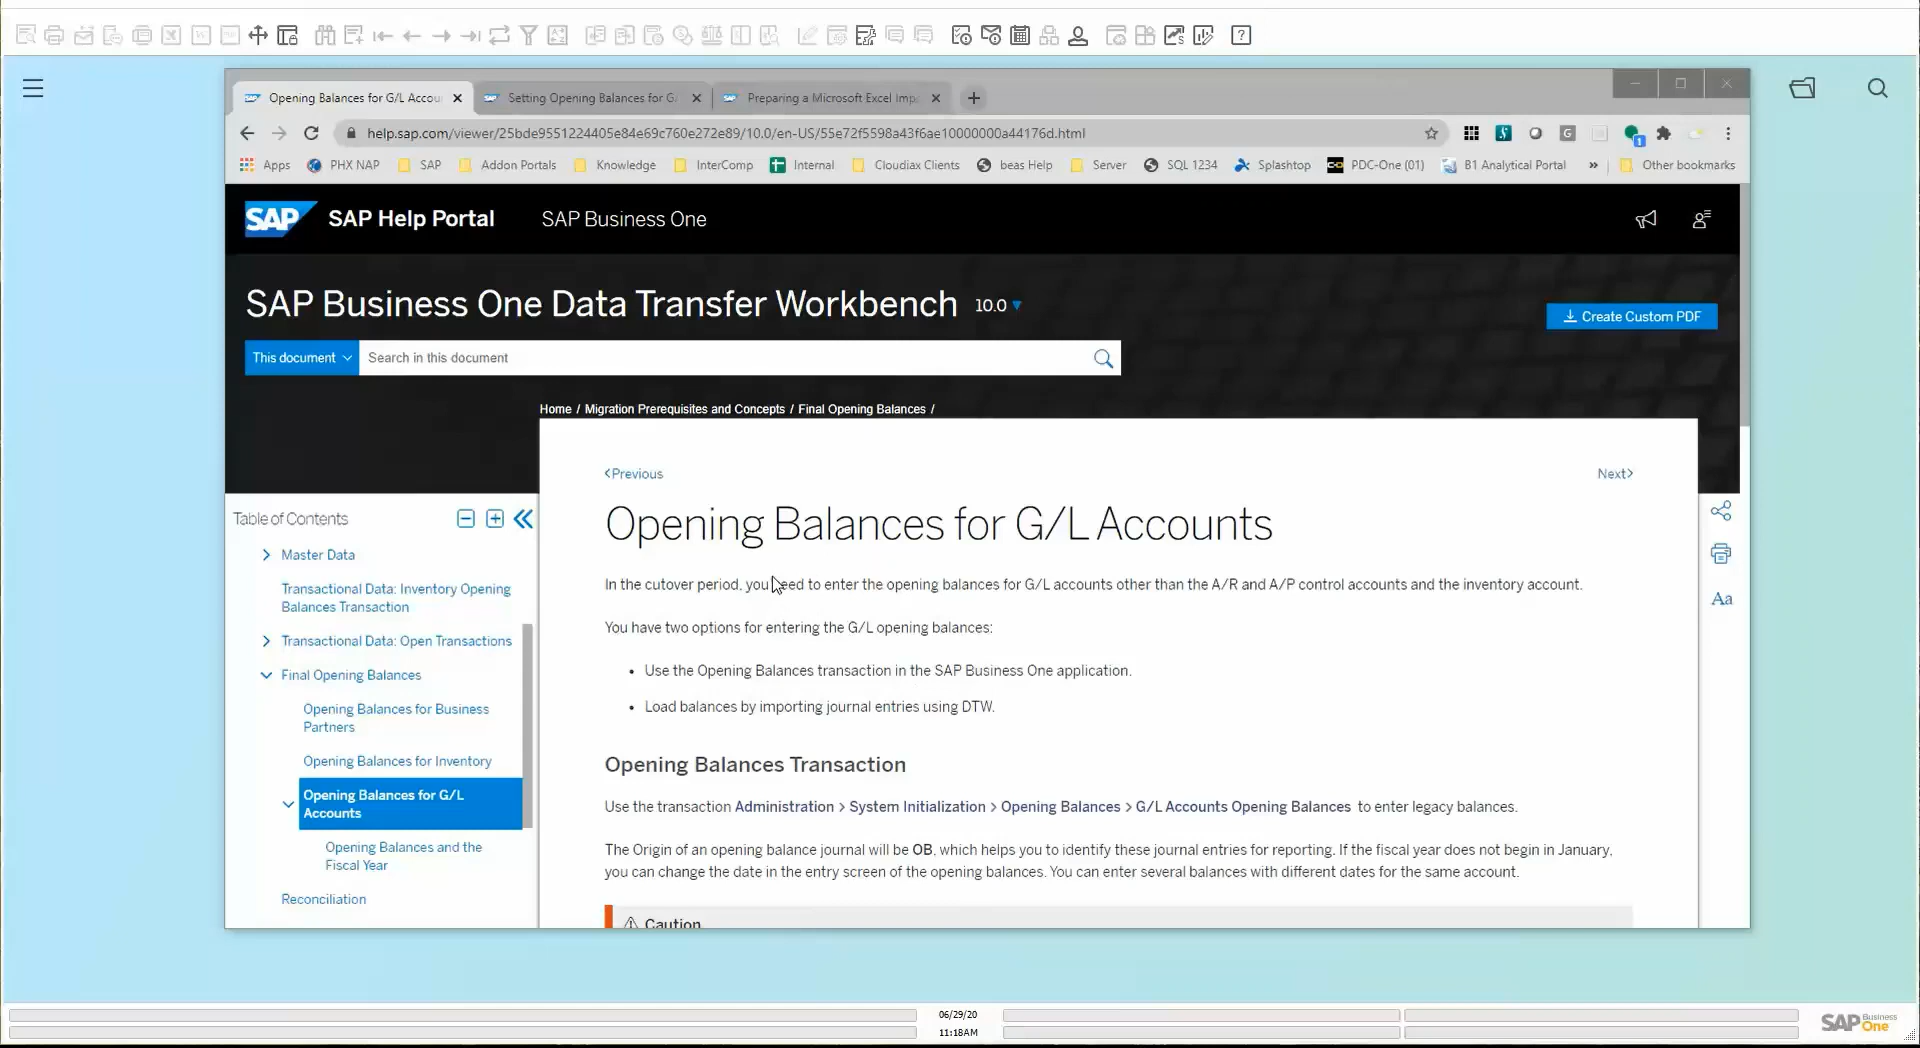 Opening Balances for G/L Accou
Setting Opening Balances for G/
Preparing a Microsoft Excel Imp
help.sap.com/viewer/25bde9551224405e84e69c760e272e89/10.0/en-US/55e72f5598a43f6ae10000000a44176d.html
Apps PHX NAP SAP Addon Portals Knowledge InterComp Internal Cloudiax Clients beas Help Server SQL 1234 Splashtop PDC-One (01) B1 Analytical Portal » Other bookmarks
SAP SAP Help Portal SAP Business One
SAP Business One Data Transfer Workbench 10.0
Create Custom PDF
This document Search in this document
Home / Migration Prerequisites and Concepts / Final Opening Balances /
<Previous Next>
Table of Contents
Master Data
Transactional Data: Inventory Opening
Balances Transaction
Transactional Data: Open Transactions
Final Opening Balances
Opening Balances for Business
Partners
Opening Balances for Inventory
Opening Balances for G/L
Accounts
Opening Balances and the
Fiscal Year
Reconciliation
Opening Balances for G/L Accounts
In the cutover period, you need to enter the opening balances for G/L accounts other than the A/R and A/P control accounts and the inventory account.
You have two options for entering the G/L opening balances:
• Use the Opening Balances transaction in the SAP Business One application.
• Load balances by importing journal entries using DTW.
Opening Balances Transaction
Use the transaction Administration > System Initialization > Opening Balances > G/L Accounts Opening Balances to enter legacy balances.
The Origin of an opening balance journal will be OB, which helps you to identify these journal entries for reporting. If the fiscal year does not begin in January,
you can change the date in the entry screen of the opening balances. You can enter several balances with different dates for the same account.
Caution
Aa
06/29/20
11:18AM
SAP Business
One